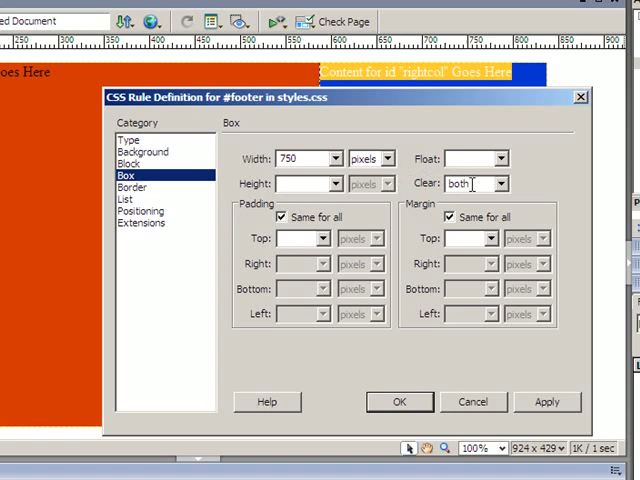 ed Document
Check Page
250 300 350 400 450 500 550 600 650 700 750 800 850 900
oes Here
Content for id "rightcol" Goes Here
CSS Rule Definition for #footer in styles.css
Category
Box
Type
Background
Block
Box
Border
List
Positioning
Extensions
Width: 750 pixels
Float:
Height: pixels
Clear: both
Padding
Same for all
Top: pixels
Right: pixels
Bottom: pixels
Left: pixels
Margin
Same for all
Top: pixels
Right: pixels
Bottom: pixels
Left: pixels
Help
OK
Cancel
Apply
100%
924 x 429
1K / 1 sec